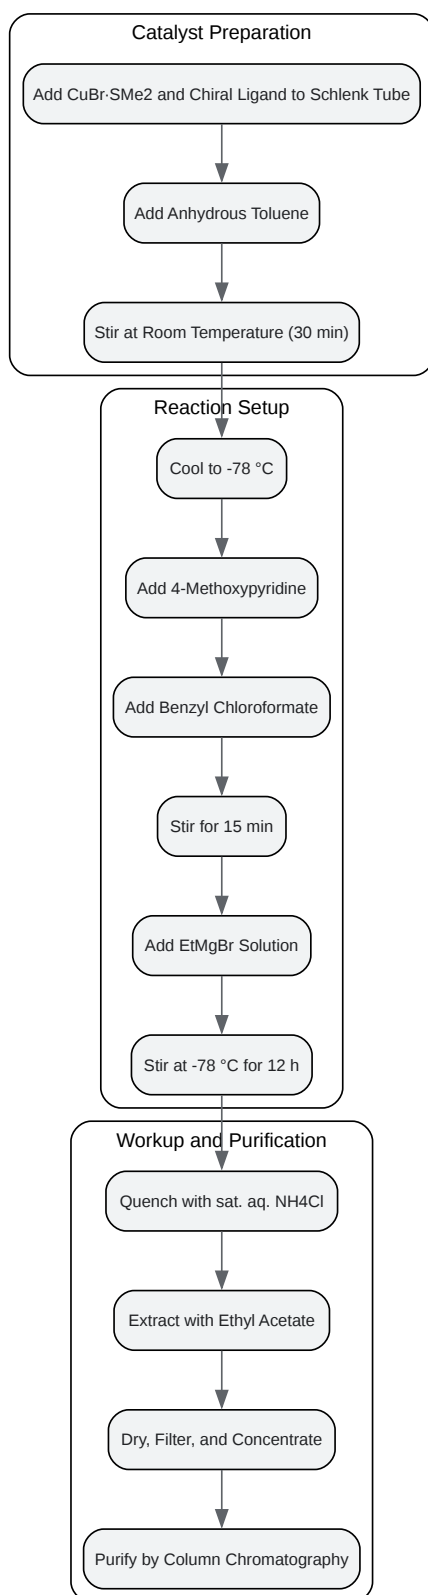 Catalyst Preparation
Add CuBr·SMe2 and Chiral Ligand to Schlenk Tube
Add Anhydrous Toluene
Stir at Room Temperature (30 min)
Reaction Setup
Cool to -78 °C
Add 4-Methoxypyridine
Add Benzyl Chloroformate
Stir for 15 min
Add EtMgBr Solution
Stir at -78 °C for 12 h
Workup and Purification
Quench with sat. aq. NH4Cl
Extract with Ethyl Acetate
Dry, Filter, and Concentrate
Purify by Column Chromatography